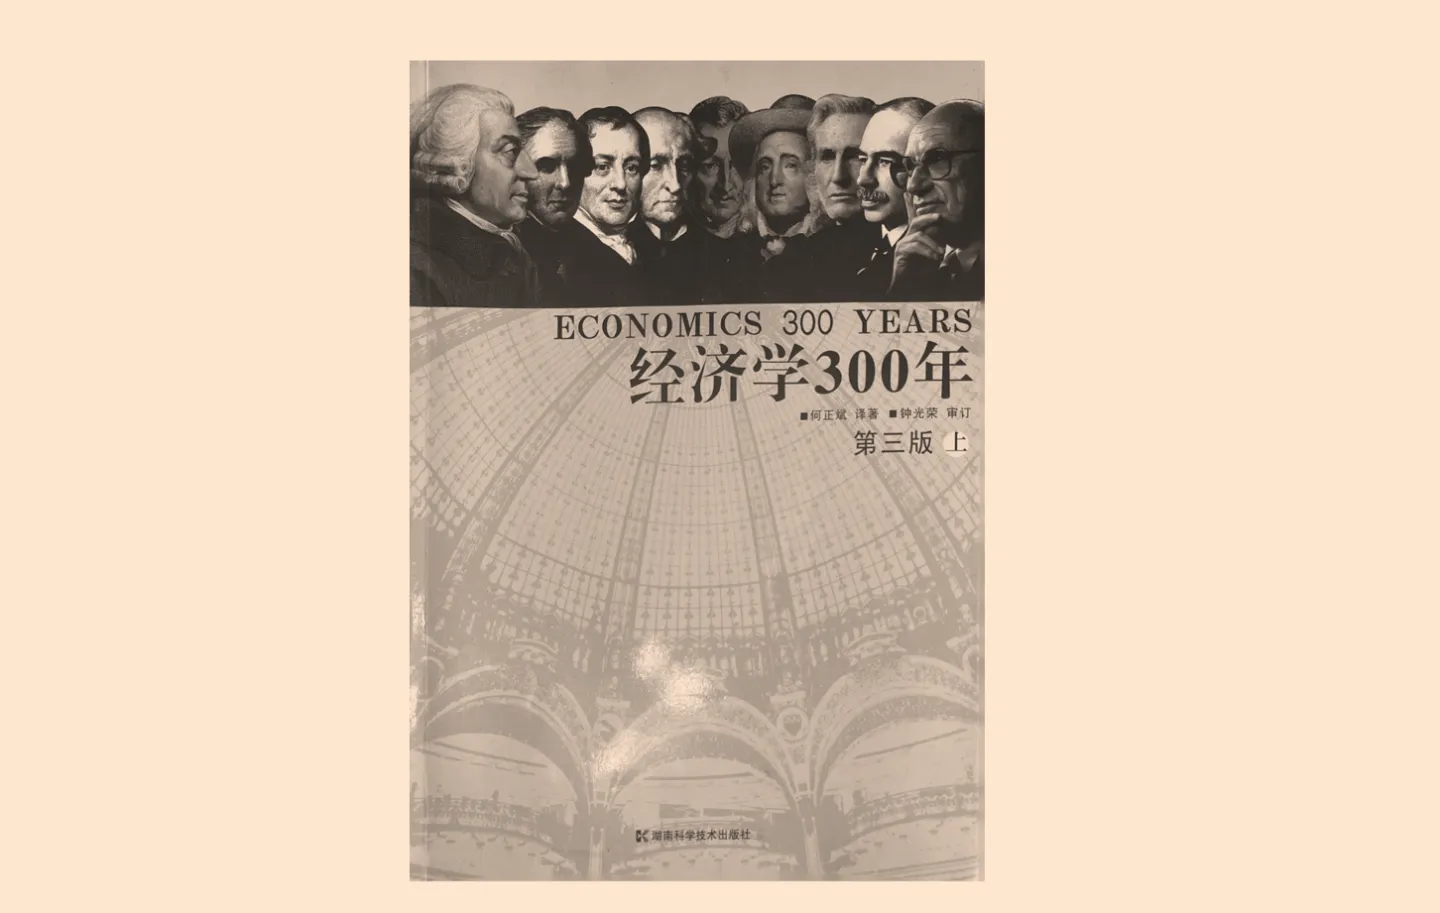 ECONOMICS 300 YEARS
经济学300年
■何正斌 译著 ■钟光荣 审订
第三版 上
湖南科学技术出版社